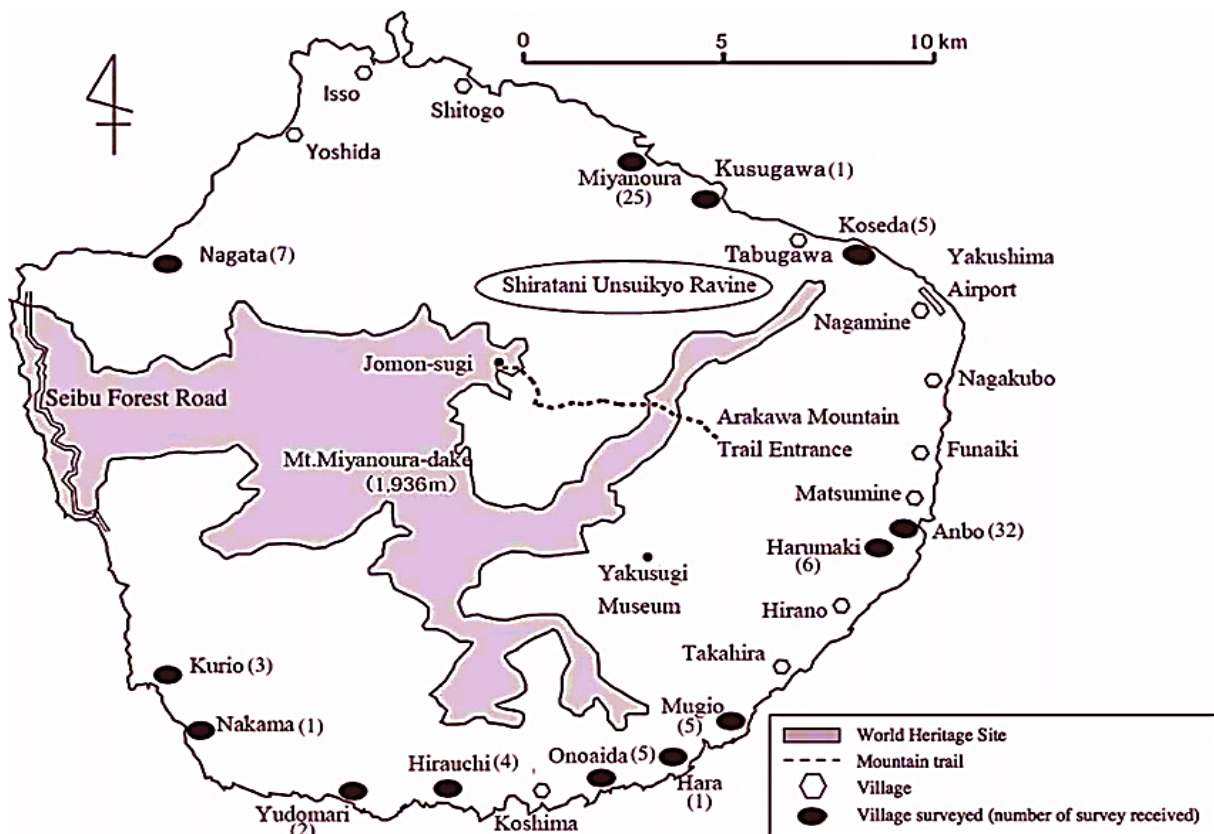 0 5 10 km
Isso
Shitogo
Yoshida
Miyanoura
(25)
Kusugawa (1)
Koseda (5)
Tabugawa
Nagata (7)
Yakushima
Airport
Shiratani Unsuikyo Ravine
Nagamine
Jomon-sugi
Nagakubo
Seibu Forest Road
Arakawa Mountain
Trail Entrance
Funaiki
Mt.Miyanoura-dake
(1,936m)
Matsumine
Anbo (32)
Harumaki
(6)
Yakusugi
Museum
Hirano
Takahira
Kurio (3)
Mugio
(5)
Nakama (1)
Hirauchi (4)
Onoaida (5)
Hara
(1)
Yudomari
(2)
Koshima
World Heritage Site
Mountain trail
Village
Village surveyed (number of survey received)